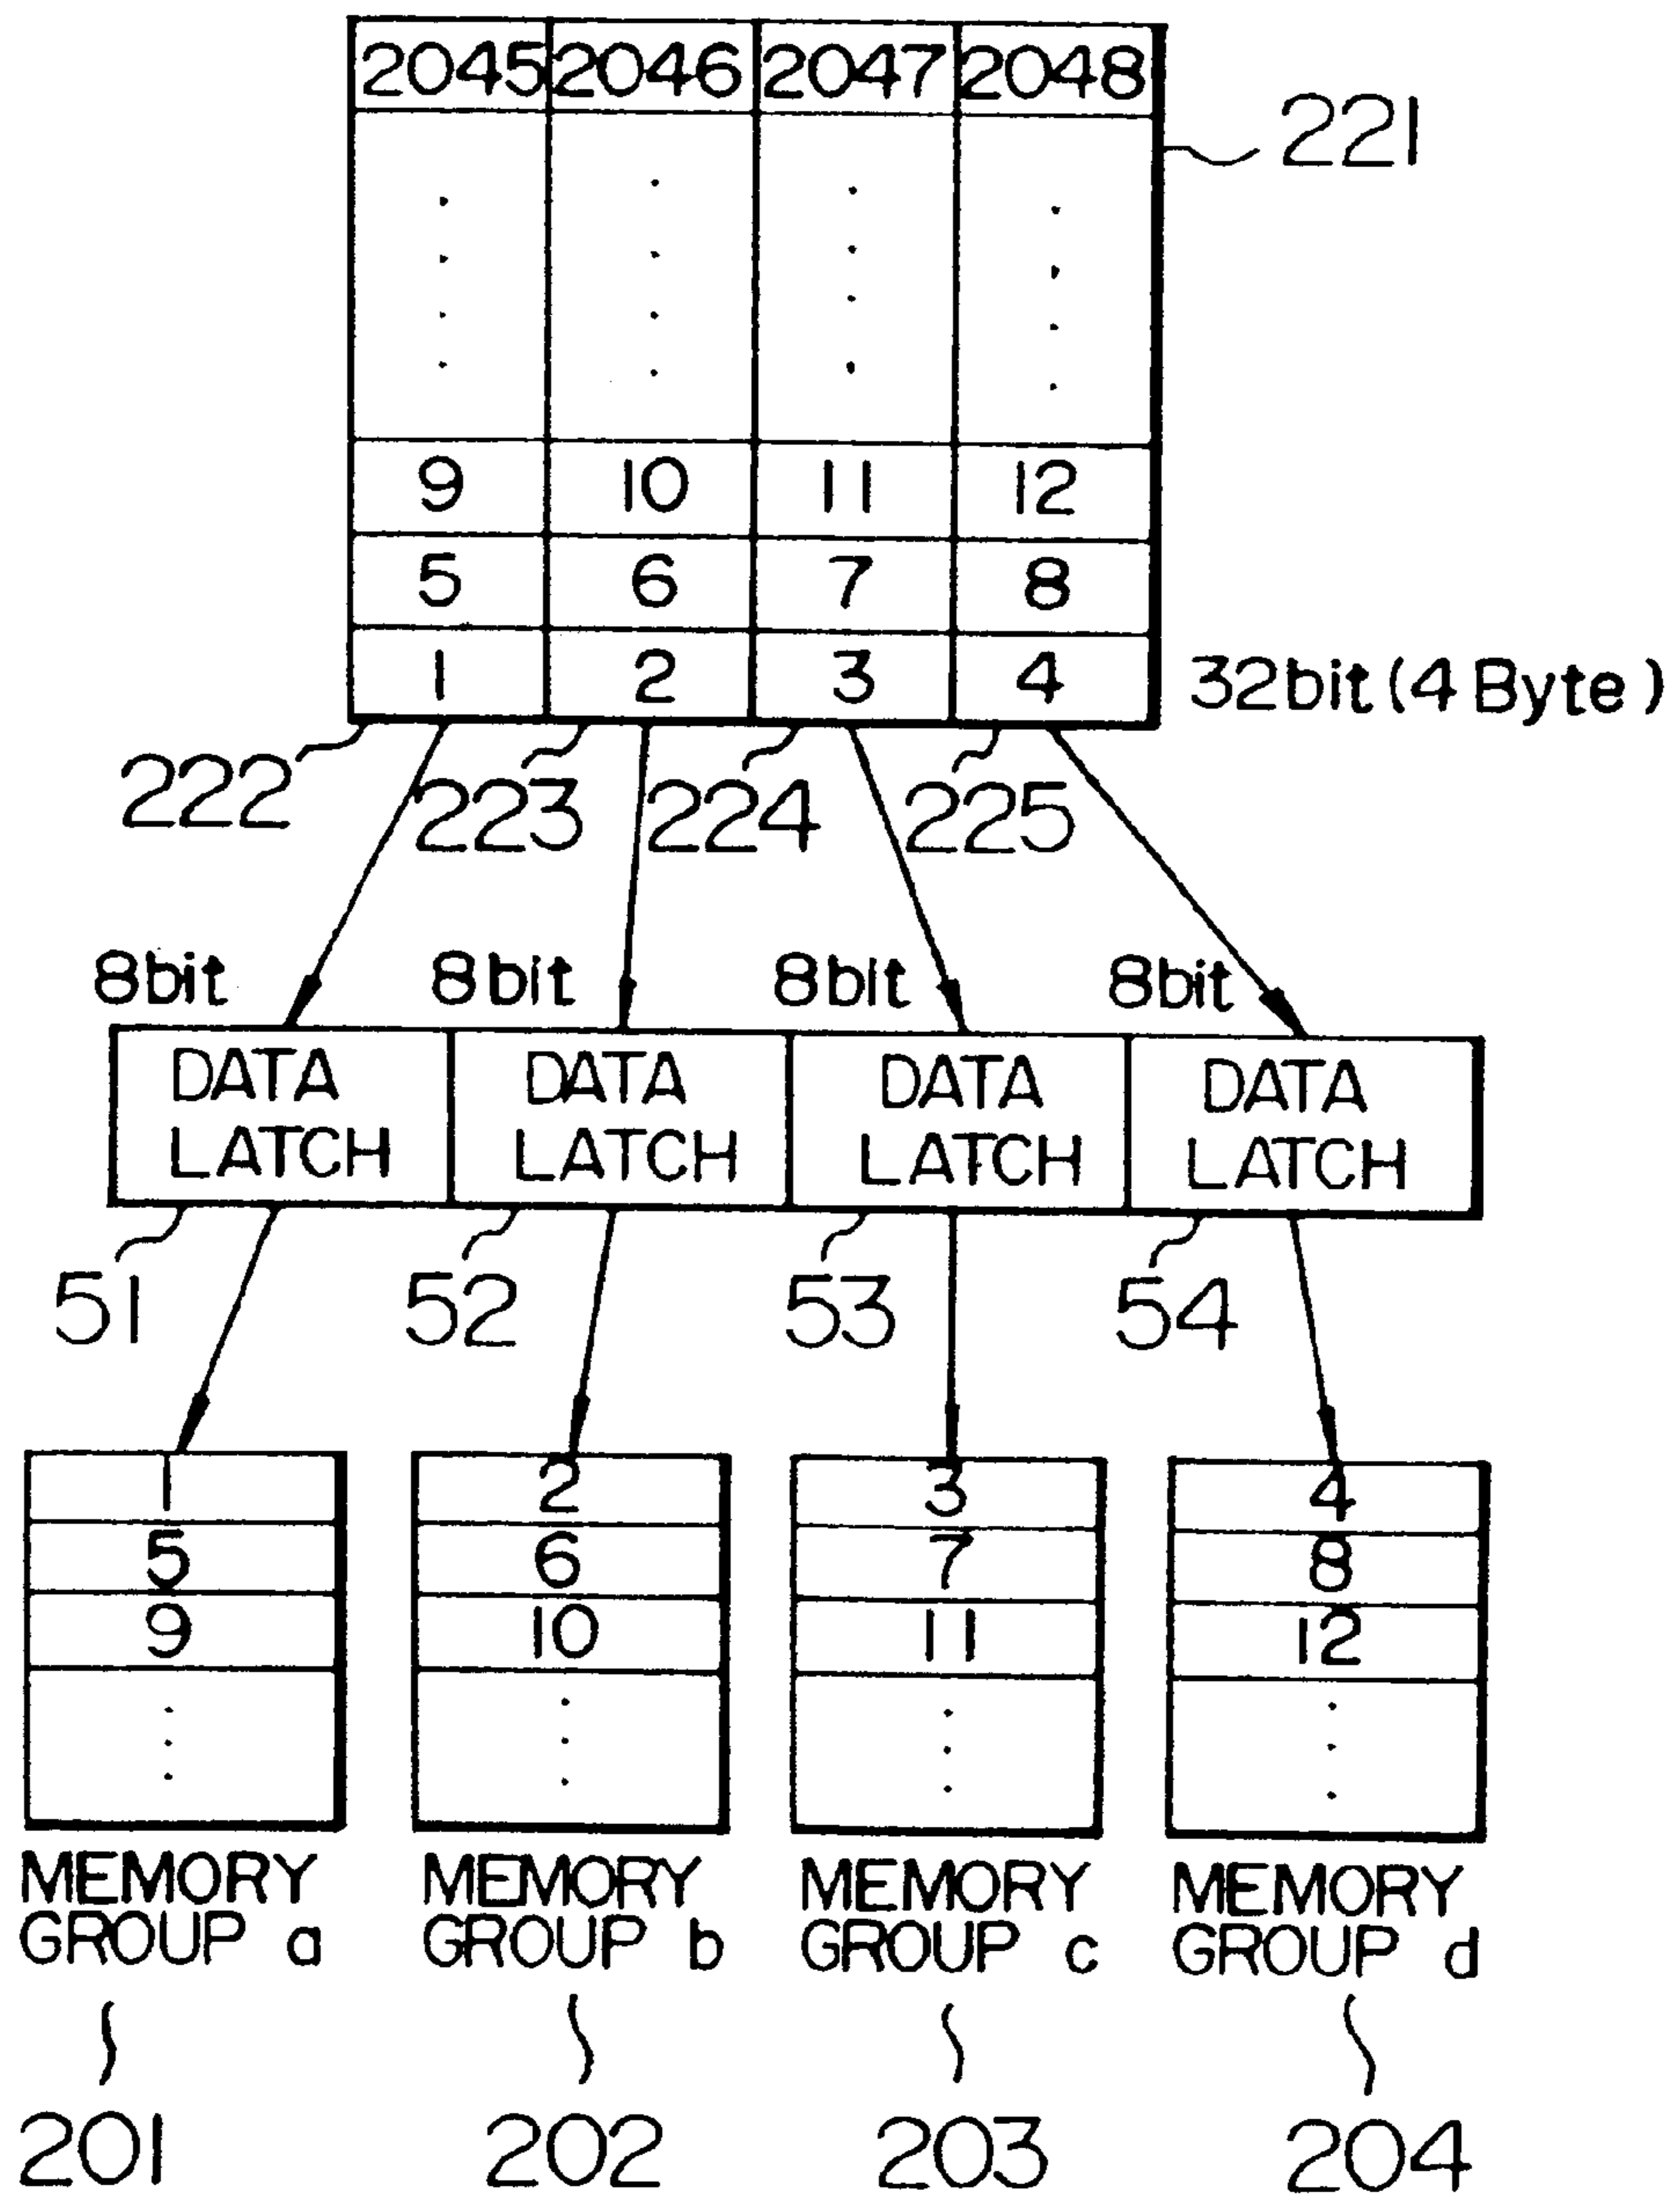 2045 2046 2047 2048
221
9 10 11 12
5 6 7 8
1 2 3 4 32bit (4 Byte)
222 223 224 225
8bit 8bit 8bit 8bit
DATA LATCH
DATA LATCH
DATA LATCH
DATA LATCH
51 52 53 54
1 2 3 4
5 6 7 8
9 10 11 12
MEMORY GROUP a
MEMORY GROUP b
MEMORY GROUP c
MEMORY GROUP d
201 202 203 204